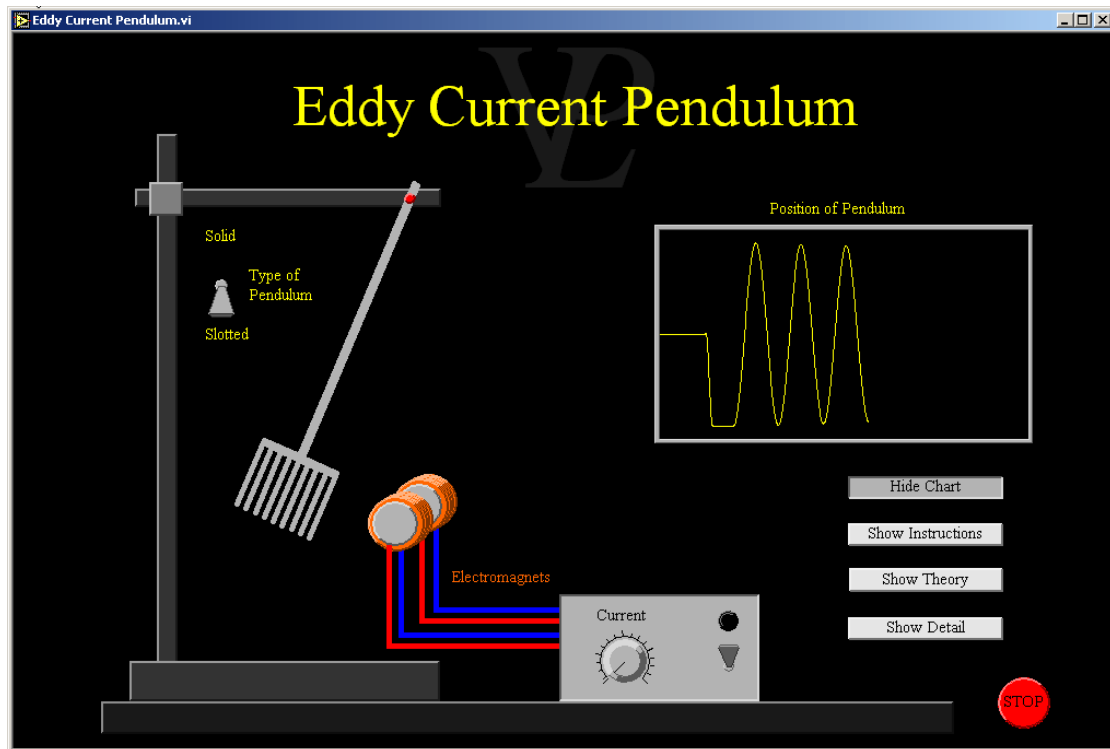 Eddy Current Pendulum.vi
VPL
Eddy Current Pendulum
Position of Pendulum
Solid
Type of
Pendulum
Slotted
Hide Chart
Show Instructions
Electromagnets
Show Theory
Current
Show Detail
STOP